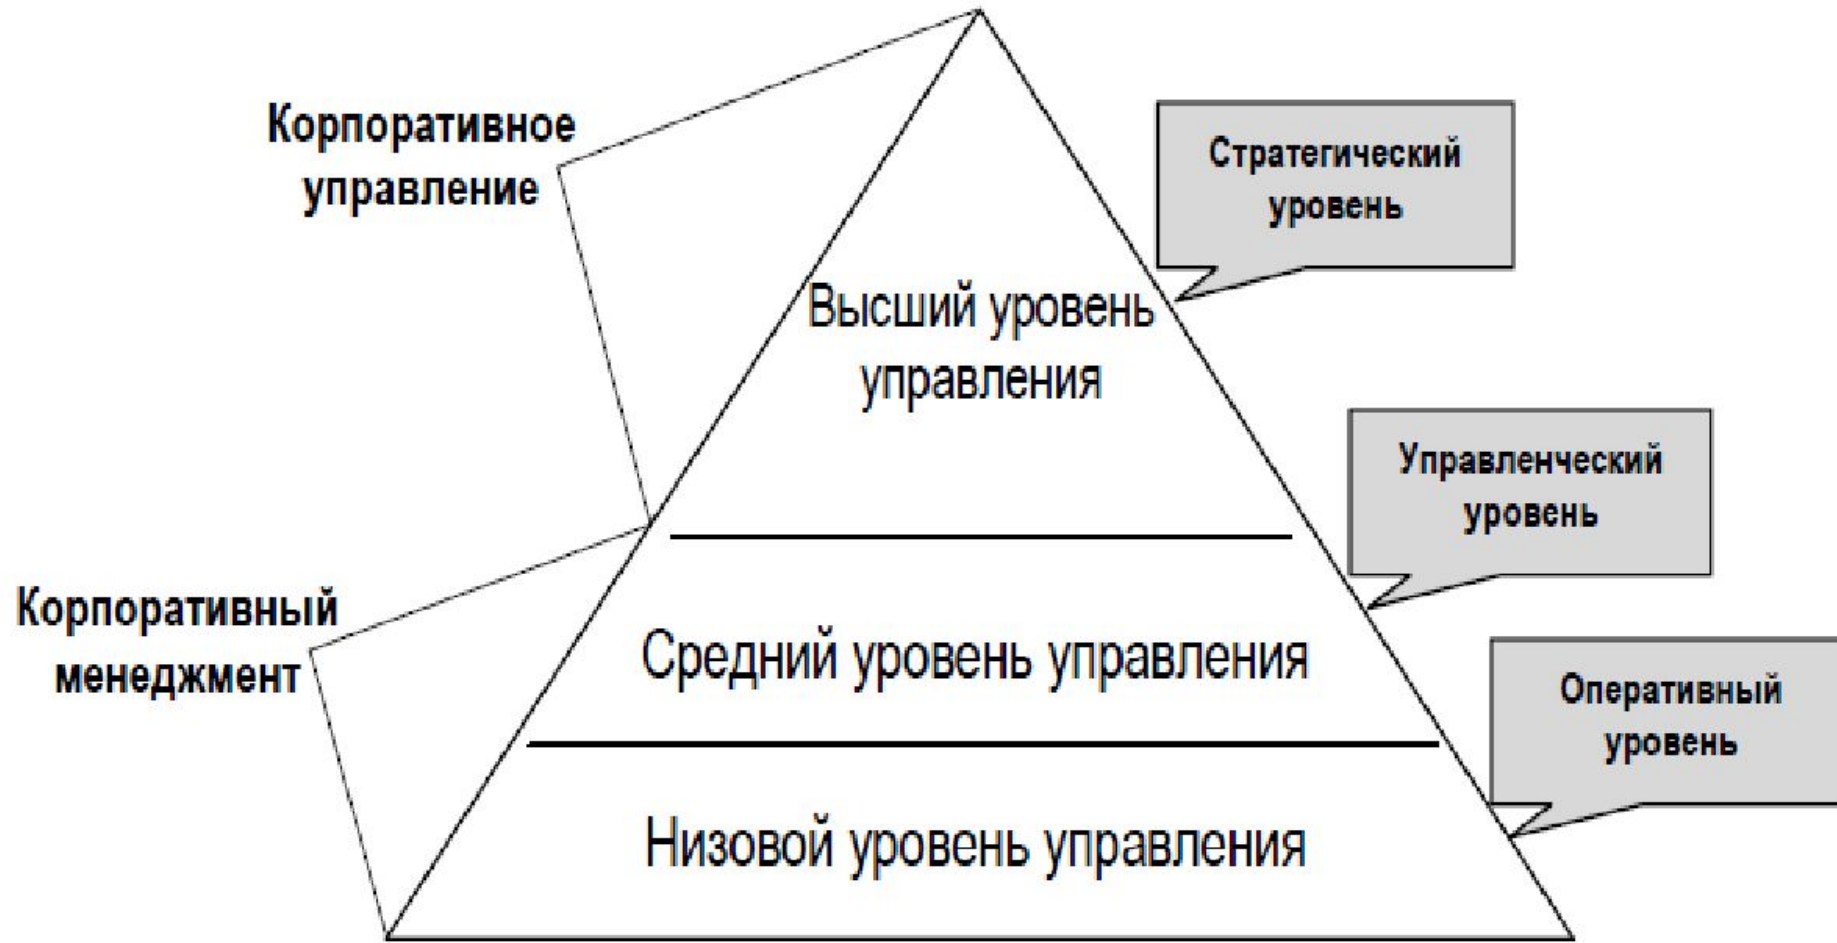 Корпоративное
управление
Стратегический
уровень
Высший уровень
управления
Управленческий
уровень
Корпоративный
менеджмент
Средний уровень управления
Оперативный
уровень
Низовой уровень управления